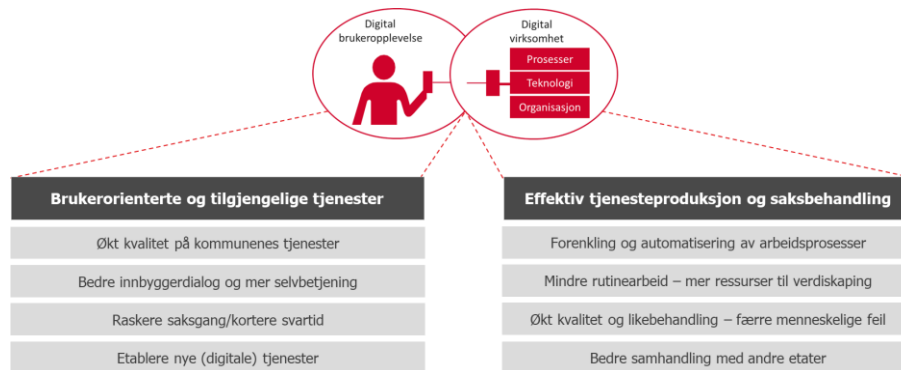 Digital
brukeropplevelse
Digital
virksomhet
Prosesser
Teknologi
Organisasjon
Brukerorienterte og tilgjengelige tjenester
Økt kvalitet på kommunenes tjenester
Bedre innbyggerdialog og mer selvbetjening
Raskere saksgang/kortere svartid
Etablere nye (digitale) tjenester
Effektiv tjenesteproduksjon og saksbehandling
Forenkling og automatisering av arbeidsprosesser
Mindre rutinearbeid – mer ressurser til verdiskaping
Økt kvalitet og likebehandling – færre menneskelige feil
Bedre samhandling med andre etater